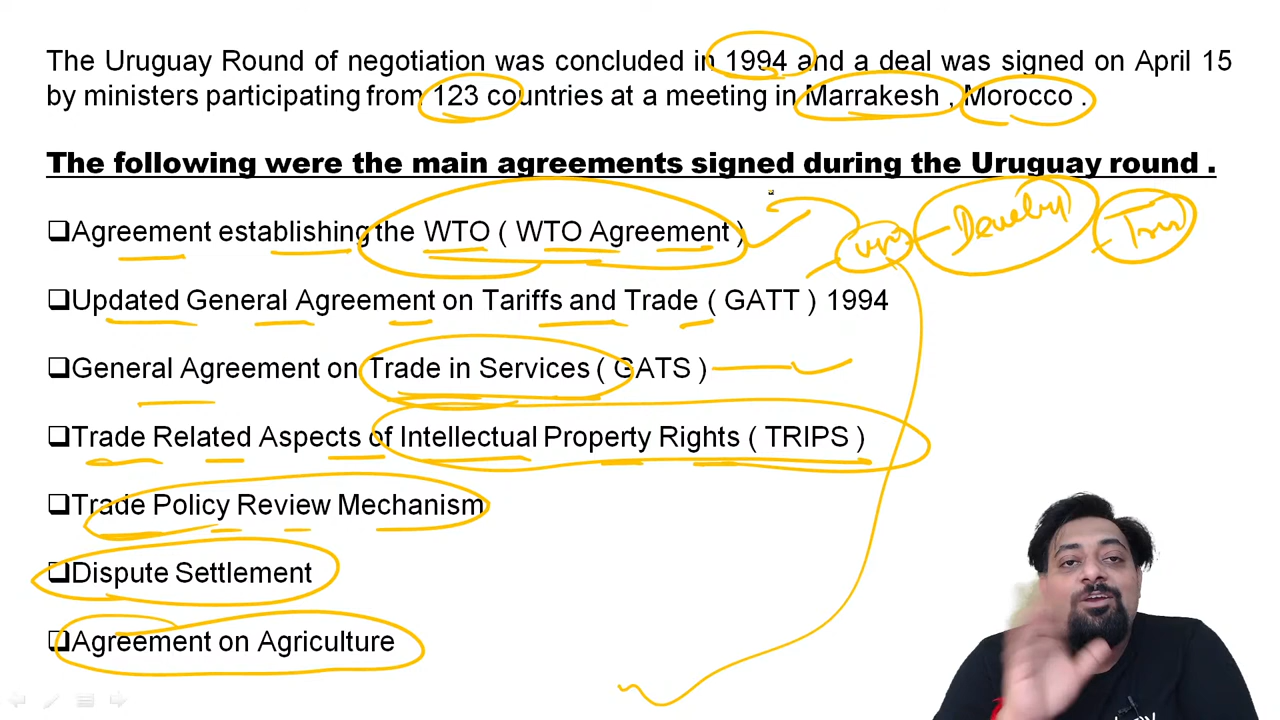 The Uruguay Round of negotiation was concluded in 1994 and a deal was signed on April 15
by ministers participating from 123 countries at a meeting in Marrakesh , Morocco .
The following were the main agreements signed during the Uruguay round .
❑Agreement establishing the WTO ( WTO Agreement )
❑Updated General Agreement on Tariffs and Trade ( GATT ) 1994
❑General Agreement on Trade in Services ( GATS )
❑Trade Related Aspects of Intellectual Property Rights ( TRIPS )
❑Trade Policy Review Mechanism
❑Dispute Settlement
❑Agreement on Agriculture